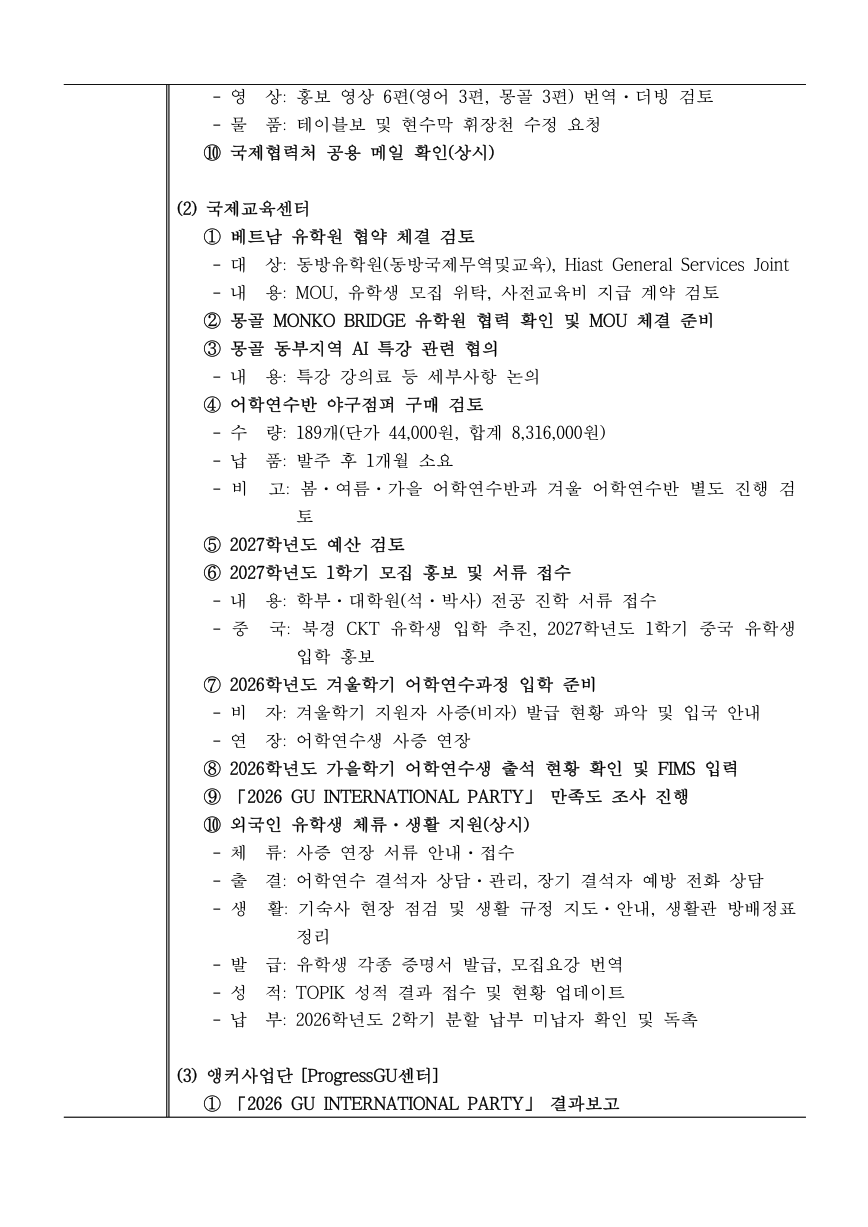 - 영 상: 홍보 영상 6편(영어 3편, 몽골 3편) 번역·더빙 검토
- 물 품: 테이블보 및 현수막 휘장천 수정 요청
⑩ 국제협력처 공용 메일 확인(상시)
(2) 국제교육센터
① 베트남 유학원 협약 체결 검토
- 대 상: 동방유학원(동방국제무역및교육), Hiast General Services Joint
- 내 용: MOU, 유학생 모집 위탁, 사전교육비 지급 계약 검토
② 몽골 MONKO BRIDGE 유학원 협력 확인 및 MOU 체결 준비
③ 몽골 동부지역 AI 특강 관련 협의
- 내 용: 특강 강의료 등 세부사항 논의
④ 어학연수반 야구점퍼 구매 검토
- 수 량: 189개(단가 44,000원, 합계 8,316,000원)
- 납 품: 발주 후 1개월 소요
- 비 고: 봄·여름·가을 어학연수반과 겨울 어학연수반 별도 진행 검
토
⑤ 2027학년도 예산 검토
⑥ 2027학년도 1학기 모집 홍보 및 서류 접수
- 내 용: 학부·대학원(석·박사) 전공 진학 서류 접수
- 중 국: 북경 CKT 유학생 입학 추진, 2027학년도 1학기 중국 유학생
입학 홍보
⑦ 2026학년도 겨울학기 어학연수과정 입학 준비
- 비 자: 겨울학기 지원자 사증(비자) 발급 현황 파악 및 입국 안내
- 연 장: 어학연수생 사증 연장
⑧ 2026학년도 가을학기 어학연수생 출석 현황 확인 및 FIMS 입력
⑨ 「2026 GU INTERNATIONAL PARTY」 만족도 조사 진행
⑩ 외국인 유학생 체류·생활 지원(상시)
- 체 류: 사증 연장 서류 안내·접수
- 출 결: 어학연수 결석자 상담·관리, 장기 결석자 예방 전화 상담
- 생 활: 기숙사 현장 점검 및 생활 규정 지도·안내, 생활관 방배정표
정리
- 발 급: 유학생 각종 증명서 발급, 모집요강 번역
- 성 적: TOPIK 성적 결과 접수 및 현황 업데이트
- 납 부: 2026학년도 2학기 분할 납부 미납자 확인 및 독촉
(3) 앵커사업단 [ProgressGU센터]
① 「2026 GU INTERNATIONAL PARTY」 결과보고